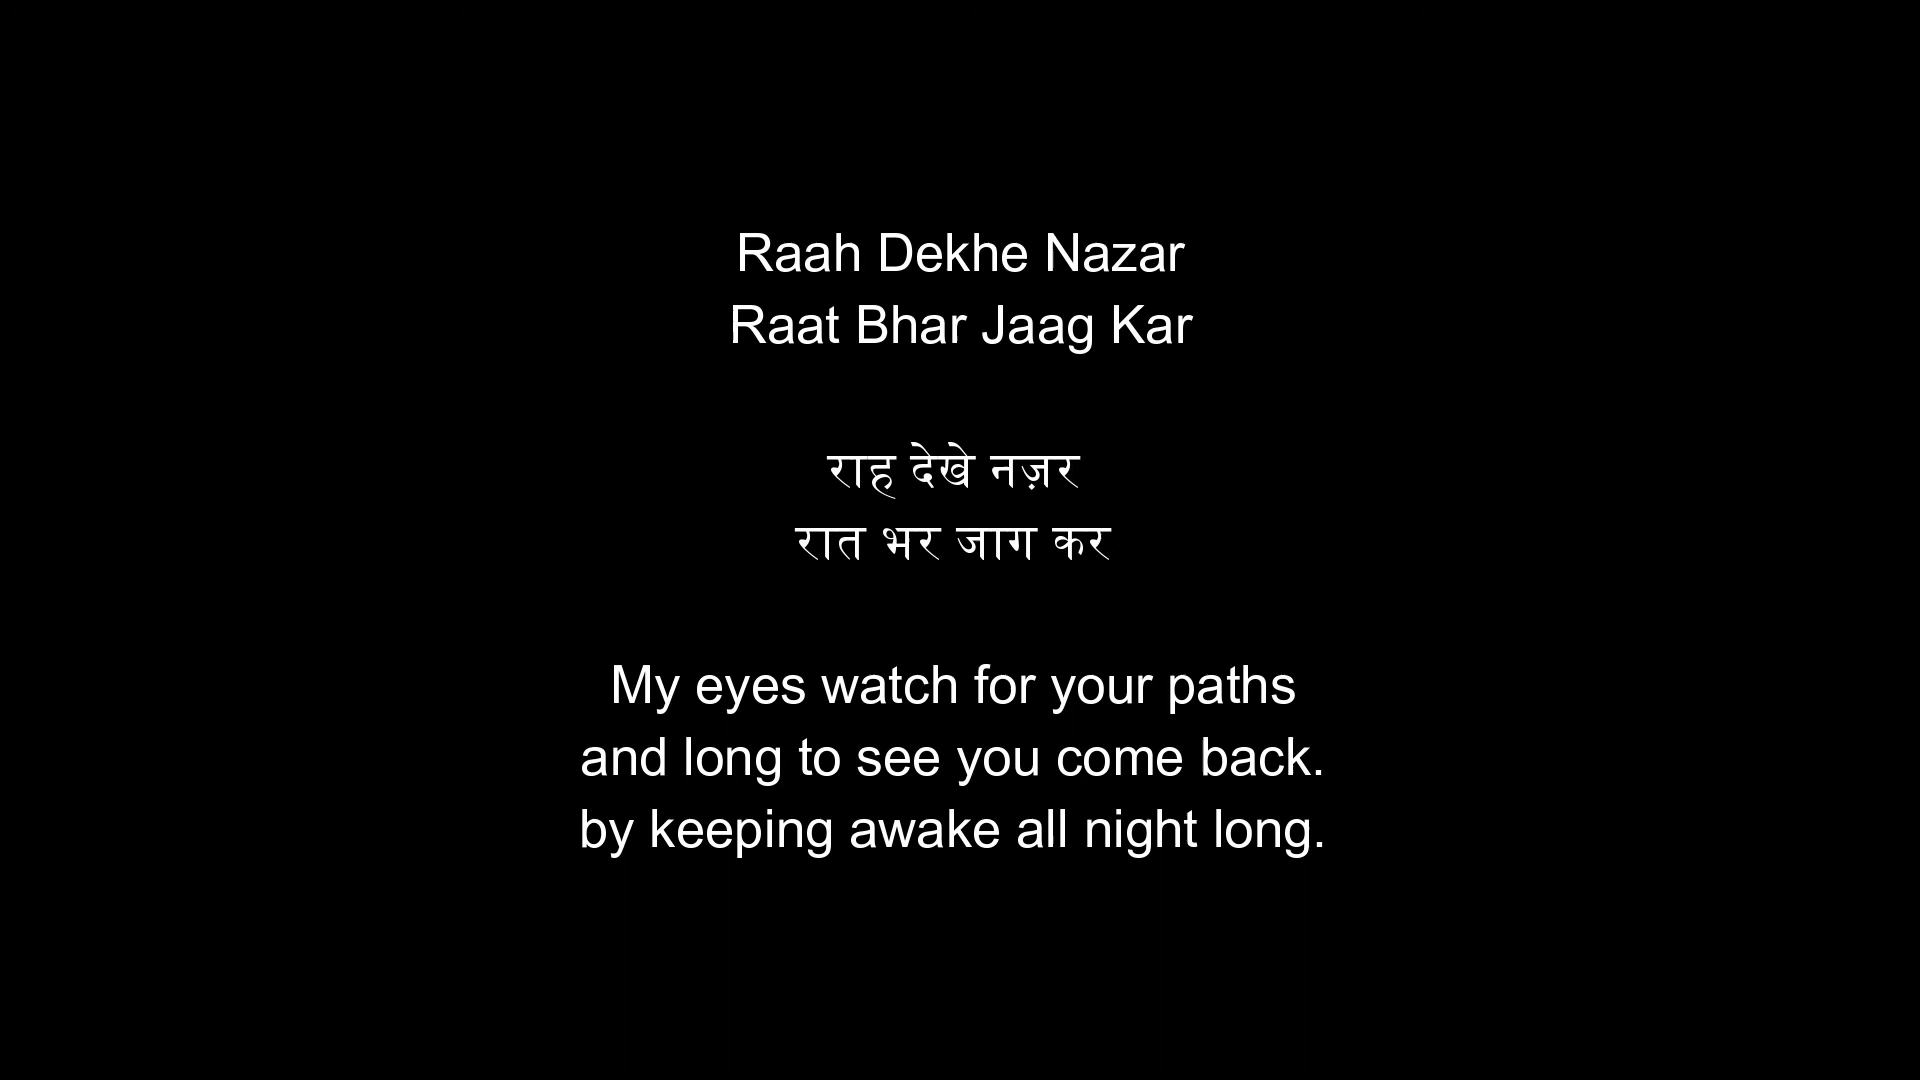 Raah Dekhe Nazar
Raat Bhar Jaag Kar
राह देखे नज़र
रात भर जाग कर
My eyes watch for your paths
and long to see you come back.
by keeping awake all night long.